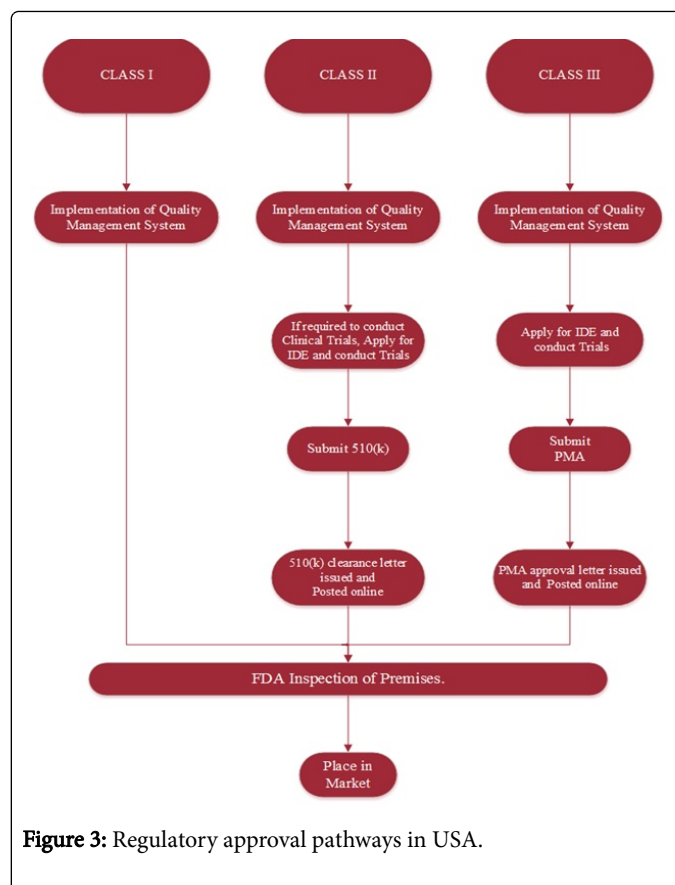 CLASS I
CLASS II
CLASS III
Implementation of Quality
Management System
Implementation of Quality
Management System
Implementation of Quality
Management System
If required to conduct
Clinical Trials, Apply for
IDE and conduct Trials
Apply for IDE and
conduct Trials
Submit 510(k)
Submit
PMA
510(k) clearance letter
issued and
Posted online
PMA approval letter issued
and Posted online
FDA Inspection of Premises.
Place in
Market
Figure 3: Regulatory approval pathways in USA.